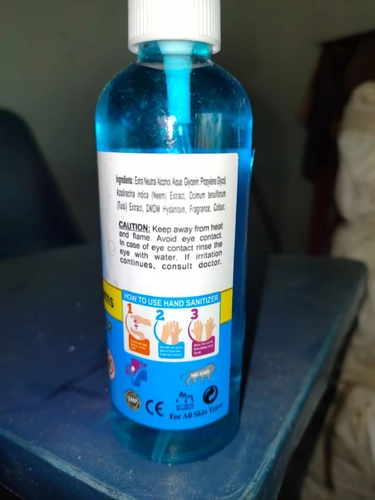 Ingredients: Extra Neutral Alcohol, Aqua, Glycerin, Propylene Glycol,
Azadirachta indica (Neem) Extract, Ocimum tenuiflorum
(Tulsi) Extract, DMDM Hydantoin, Fragrance, Colour.
CAUTION: Keep away from heat
and flame. Avoid eye contact.
In case of eye contact rinse the
eye with water. If irritation
continues, consult doctor.
HOW TO USE HAND SANITIZER
1 2 3
GMP
CE
For All Skin Types